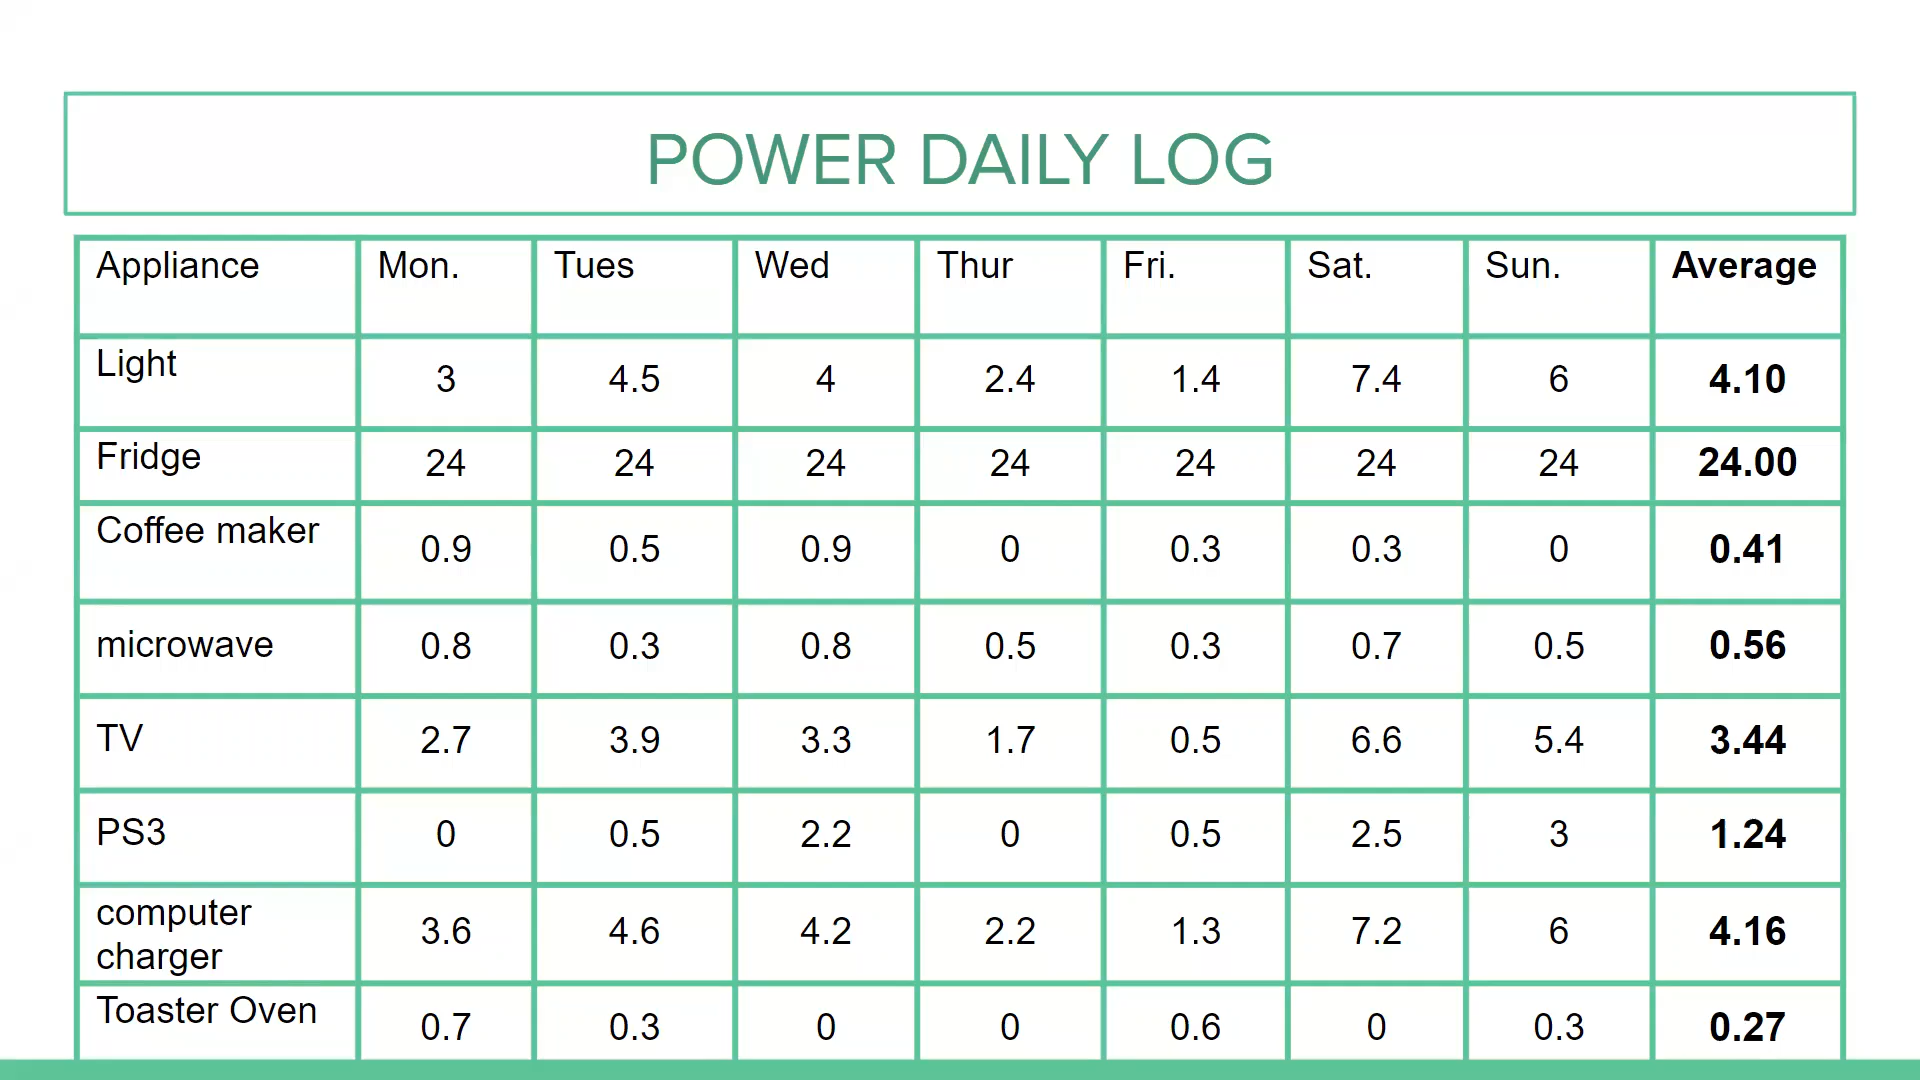 POWER DAILY LOG
Appliance Mon. Tues Wed Thur Fri. Sat. Sun. Average
Light 3 4.5 4 2.4 1.4 7.4 6 4.10
Fridge 24 24 24 24 24 24 24 24.00
Coffee maker 0.9 0.5 0.9 0 0.3 0.3 0 0.41
microwave 0.8 0.3 0.8 0.5 0.3 0.7 0.5 0.56
TV 2.7 3.9 3.3 1.7 0.5 6.6 5.4 3.44
PS3 0 0.5 2.2 0 0.5 2.5 3 1.24
computer
charger 3.6 4.6 4.2 2.2 1.3 7.2 6 4.16
Toaster Oven 0.7 0.3 0 0 0.6 0 0.3 0.27